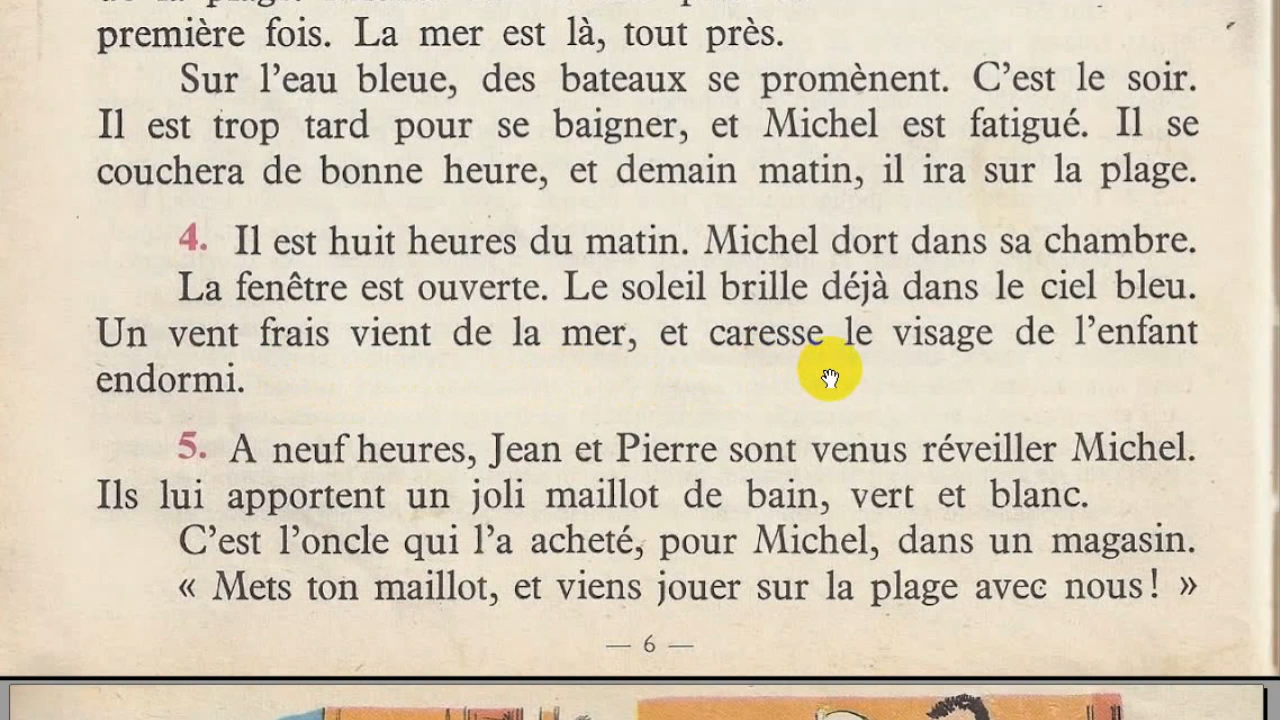 première fois. La mer est là, tout près.
Sur l'eau bleue, des bateaux se promènent. C'est le soir.
Il est trop tard pour se baigner, et Michel est fatigué. Il se
couchera de bonne heure, et demain matin, il ira sur la plage.
4. Il est huit heures du matin. Michel dort dans sa chambre.
La fenêtre est ouverte. Le soleil brille déjà dans le ciel bleu.
Un vent frais vient de la mer, et caresse le visage de l'enfant
endormi.
5. A neuf heures, Jean et Pierre sont venus réveiller Michel.
Ils lui apportent un joli maillot de bain, vert et blanc.
C'est l'oncle qui l'a acheté, pour Michel, dans un magasin.
« Mets ton maillot, et viens jouer sur la plage avec nous! »
— 6 —